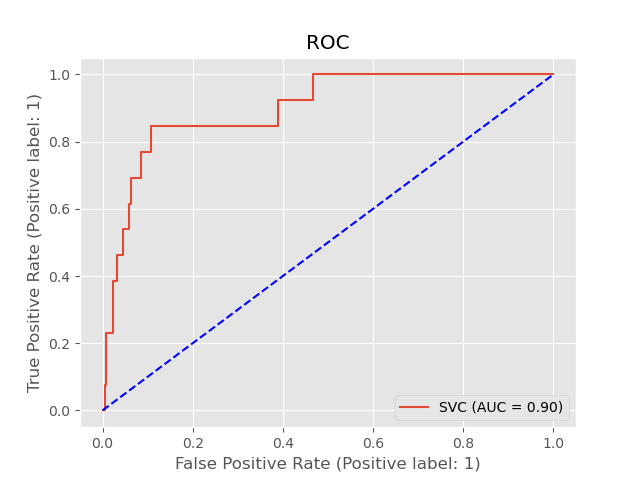 ROC
True Positive Rate (Positive label: 1)
1.0
0.8
0.6
0.4
0.2
0.0
SVC (AUC = 0.90)
0.0 0.2 0.4 0.6 0.8 1.0
False Positive Rate (Positive label: 1)